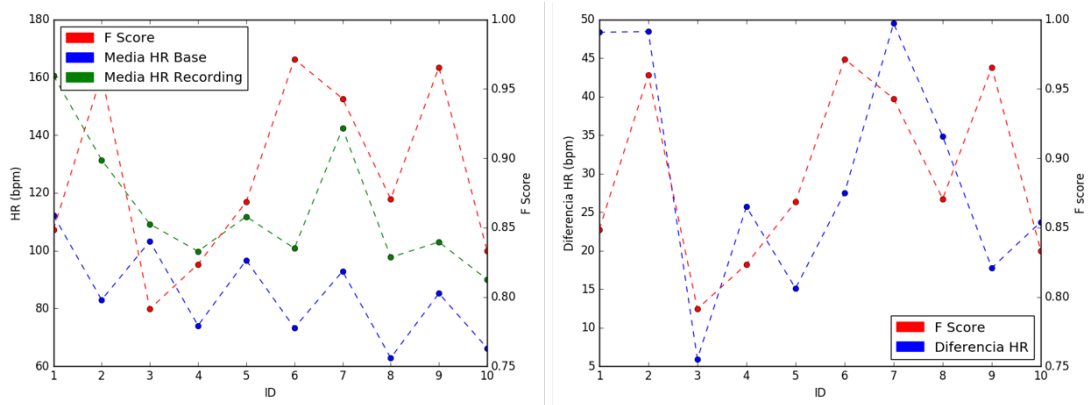 180
160
140
120
100
80
60
HR (bpm)
F Score
Media HR Base
Media HR Recording
1.00
0.95
0.90
0.85
0.80
0.75
F Score
1 2 3 4 5 6 7 8 9 10
ID
50
45
40
35
30
25
20
15
10
5
Diferencia HR (bpm)
1.00
0.95
0.90
0.85
0.80
0.75
F score
F Score
Diferencia HR
1 2 3 4 5 6 7 8 9 10
ID